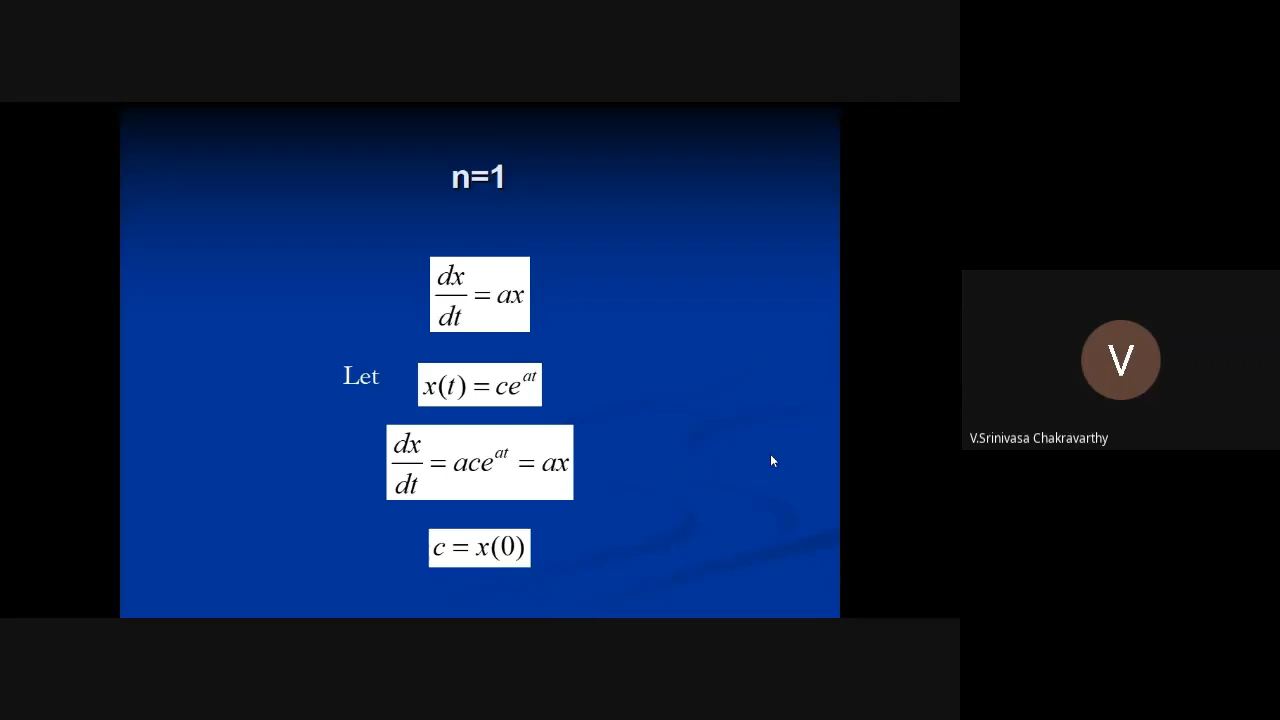 n=1
dx/dt = ax
Let x(t) = ce^{at}
dx/dt = ace^{at} = ax
c = x(0)
V
V.Srinivasa Chakravarthy